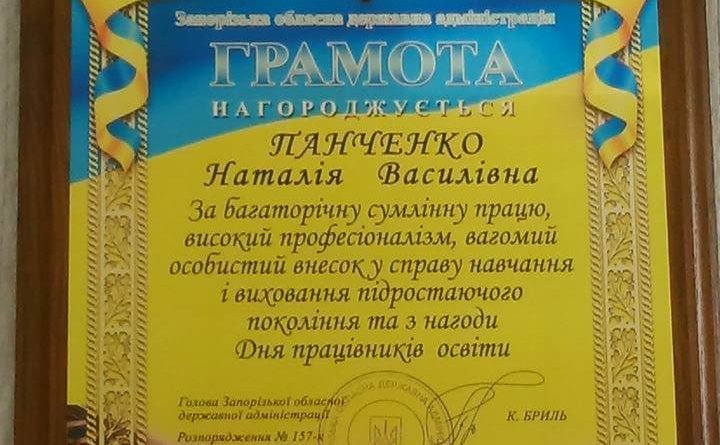 Запорізька обласна державна адміністрація
ГРАМОТА
НАГОРОДЖУЄТЬСЯ
ПАНЧЕНКО
Наталія Василівна
За багаторічну сумлінну працю,
високий професіоналізм, вагомий
особистий внесок у справу навчання
і виховання підростаючого
покоління та з нагоди
Дня працівників освіти
Голова Запорізької обласної
державної адміністрації
К. БРИЛЬ
Розпорядження № 157-к